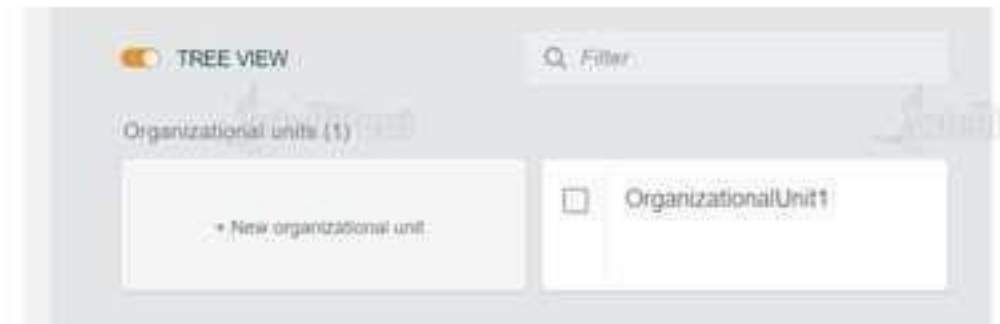 TREE VIEW
Filter
Organizational units (1)
+ New organizational unit
OrganizationalUnit1